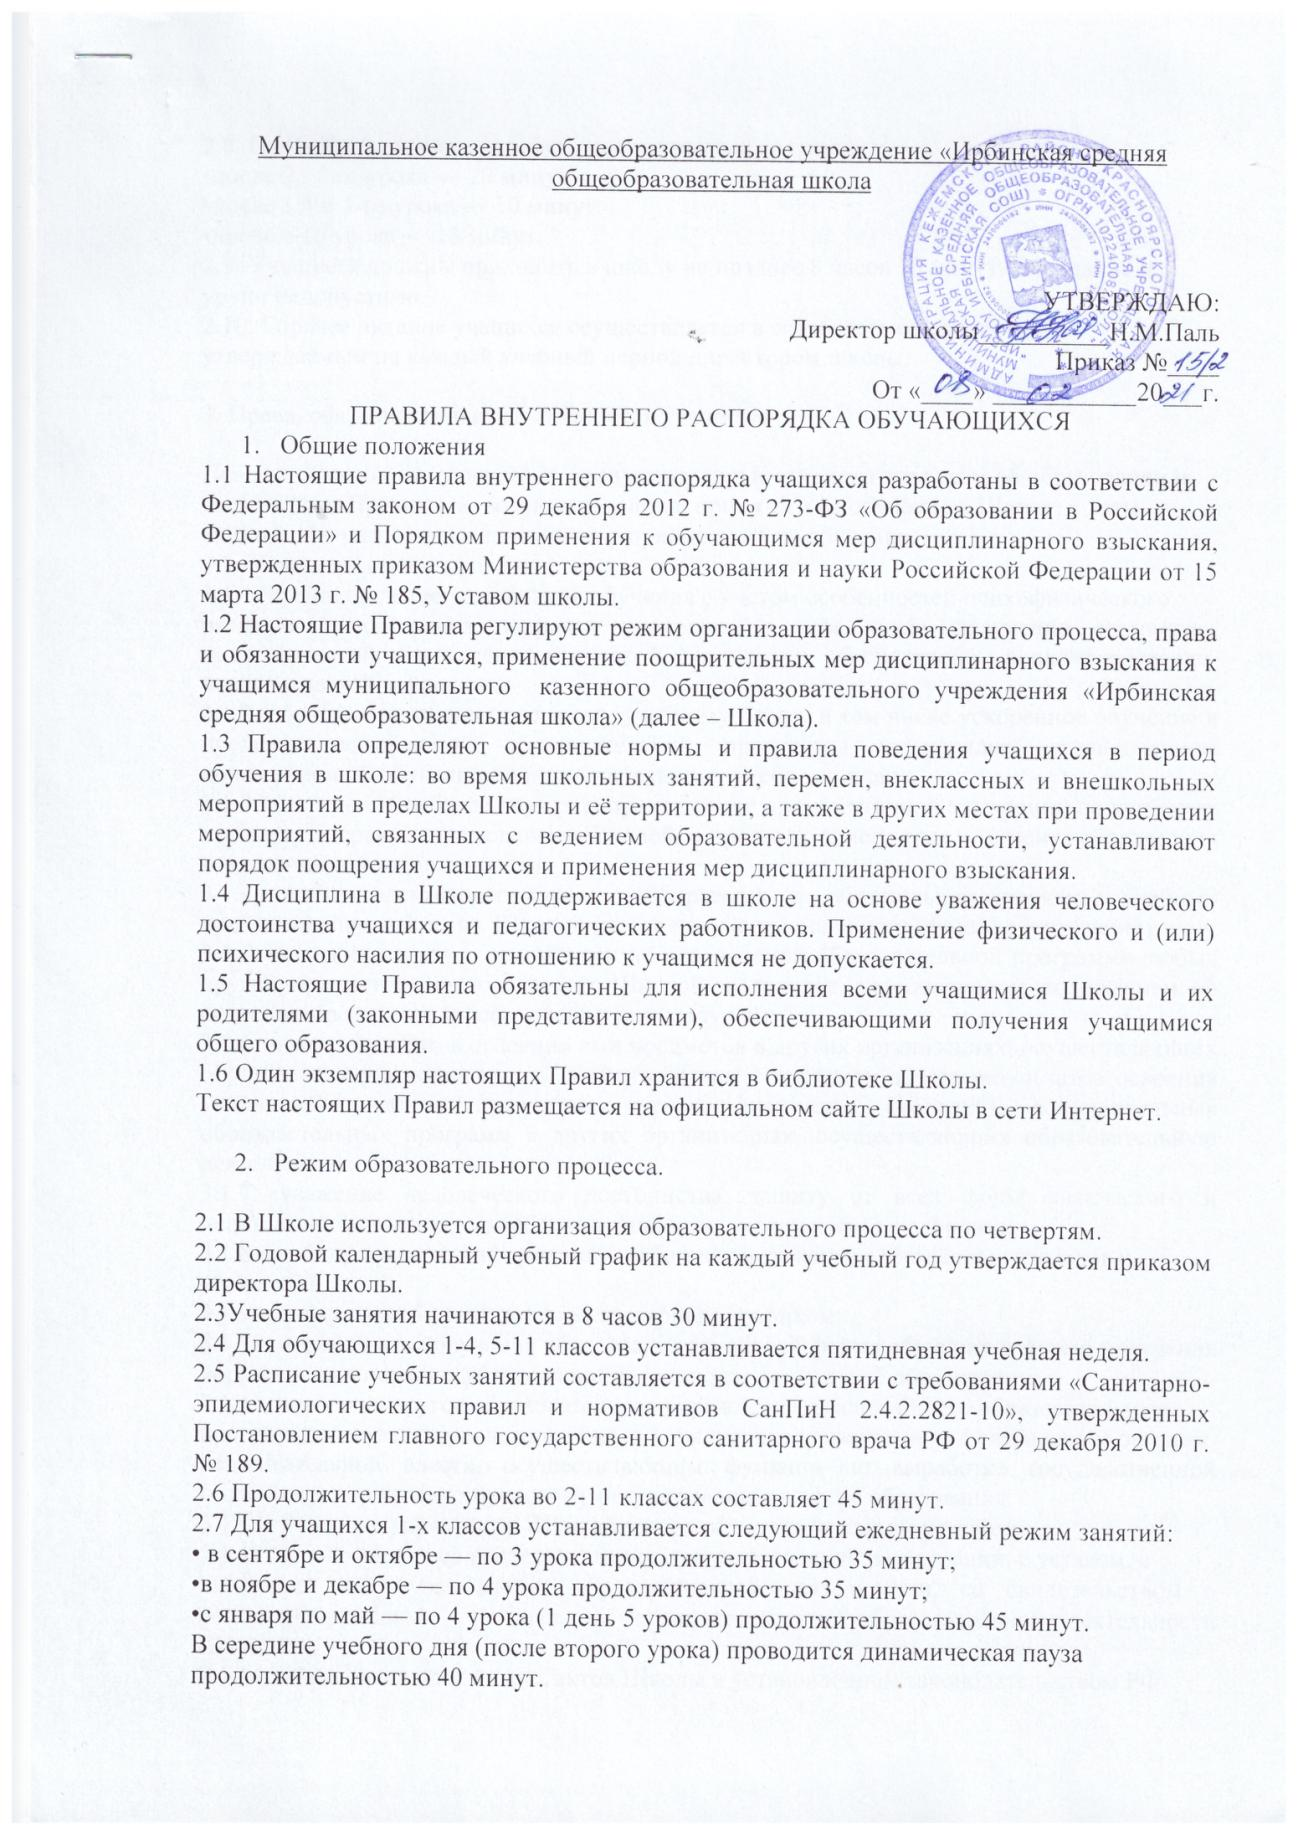 Муниципальное казенное общеобразовательное учреждение «Ирбинская средняя
общеобразовательная школа
УТВЕРЖДАЮ:
Директор школы__________Н.М.Паль
Приказ № 15/2
От «08» 02 2021 г.
ПРАВИЛА ВНУТРЕННЕГО РАСПОРЯДКА ОБУЧАЮЩИХСЯ
1. Общие положения
1.1 Настоящие правила внутреннего распорядка учащихся разработаны в соответствии с
Федеральным законом от 29 декабря 2012 г. № 273-ФЗ «Об образовании в Российской
Федерации» и Порядком применения к обучающимся мер дисциплинарного взыскания,
утвержденных приказом Министерства образования и науки Российской Федерации от 15
марта 2013 г. № 185, Уставом школы.
1.2 Настоящие Правила регулируют режим организации образовательного процесса, права
и обязанности учащихся, применение поощрительных мер дисциплинарного взыскания к
учащимся муниципального казенного общеобразовательного учреждения «Ирбинская
средняя общеобразовательная школа» (далее – Школа).
1.3 Правила определяют основные нормы и правила поведения учащихся в период
обучения в школе: во время школьных занятий, перемен, внеклассных и внешкольных
мероприятий в пределах Школы и её территории, а также в других местах при проведении
мероприятий, связанных с ведением образовательной деятельности, устанавливают
порядок поощрения учащихся и применения мер дисциплинарного взыскания.
1.4 Дисциплина в Школе поддерживается в школе на основе уважения человеческого
достоинства учащихся и педагогических работников. Применение физического и (или)
психического насилия по отношению к учащимся не допускается.
1.5 Настоящие Правила обязательны для исполнения всеми учащимися Школы и их
родителями (законными представителями), обеспечивающими получения учащимися
общего образования.
1.6 Один экземпляр настоящих Правил хранится в библиотеке Школы.
Текст настоящих Правил размещается на официальном сайте Школы в сети Интернет.
2. Режим образовательного процесса.
2.1 В Школе используется организация образовательного процесса по четвертям.
2.2 Годовой календарный учебный график на каждый учебный год утверждается приказом
директора Школы.
2.3Учебные занятия начинаются в 8 часов 30 минут.
2.4 Для обучающихся 1-4, 5-11 классов устанавливается пятидневная учебная неделя.
2.5 Расписание учебных занятий составляется в соответствии с требованиями «Санитарно-
эпидемиологических правил и нормативов СанПиН 2.4.2.2821-10», утвержденных
Постановлением главного государственного санитарного врача РФ от 29 декабря 2010 г.
№ 189.
2.6 Продолжительность урока во 2-11 классах составляет 45 минут.
2.7 Для учащихся 1-х классов устанавливается следующий ежедневный режим занятий:
• в сентябре и октябре — по 3 урока продолжительностью 35 минут;
•в ноябре и декабре — по 4 урока продолжительностью 35 минут;
•с января по май — по 4 урока (1 день 5 уроков) продолжительностью 45 минут.
В середине учебного дня (после второго урока) проводится динамическая пауза
продолжительностью 40 минут.